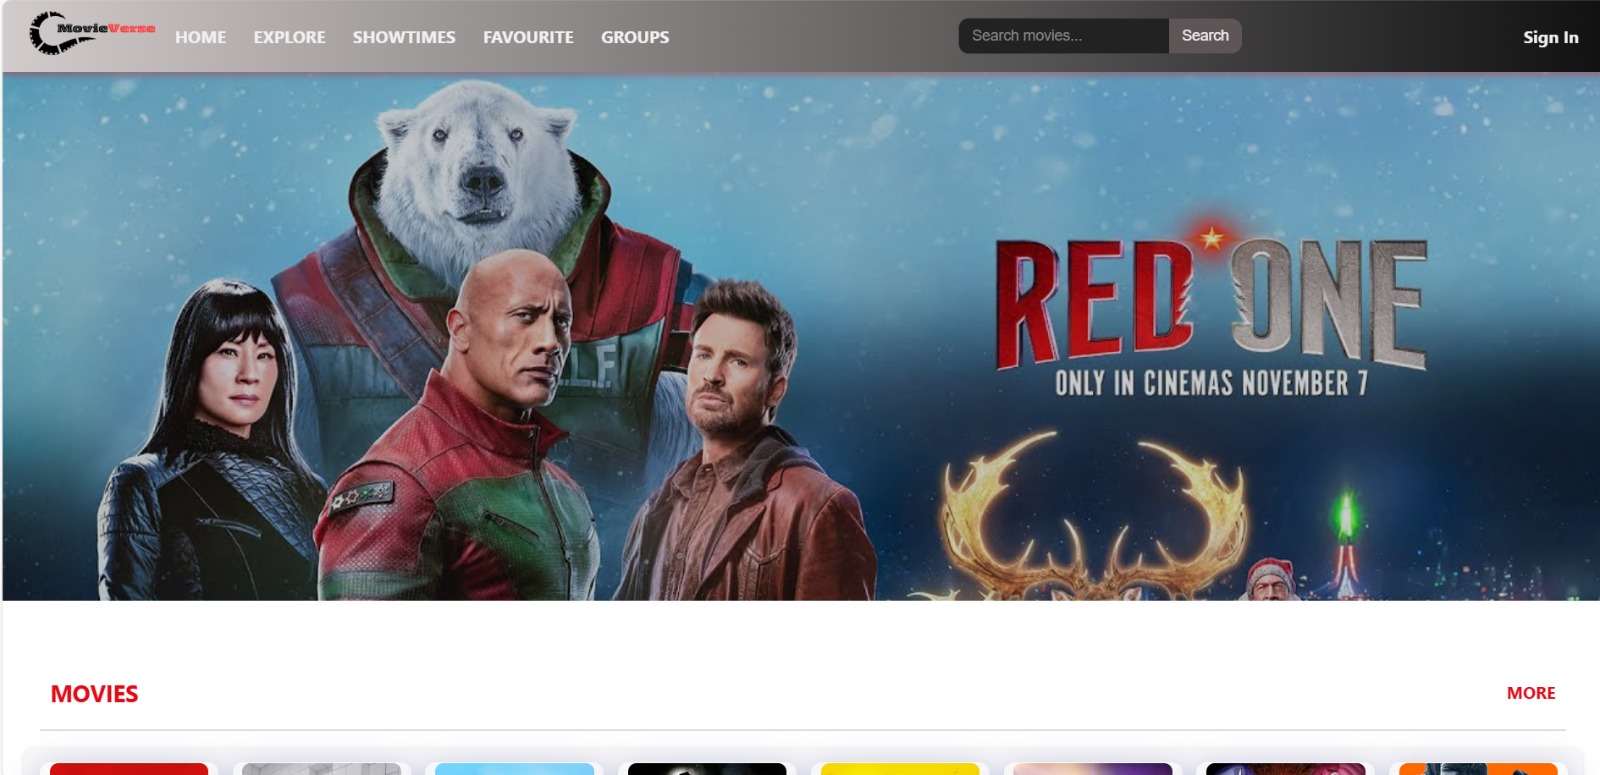 MovieVerse
HOME EXPLORE SHOWTIMES FAVOURITE GROUPS
Search movies... Search
Sign In
RED ONE
ONLY IN CINEMAS NOVEMBER 7
E.L.F
MOVIES
MORE